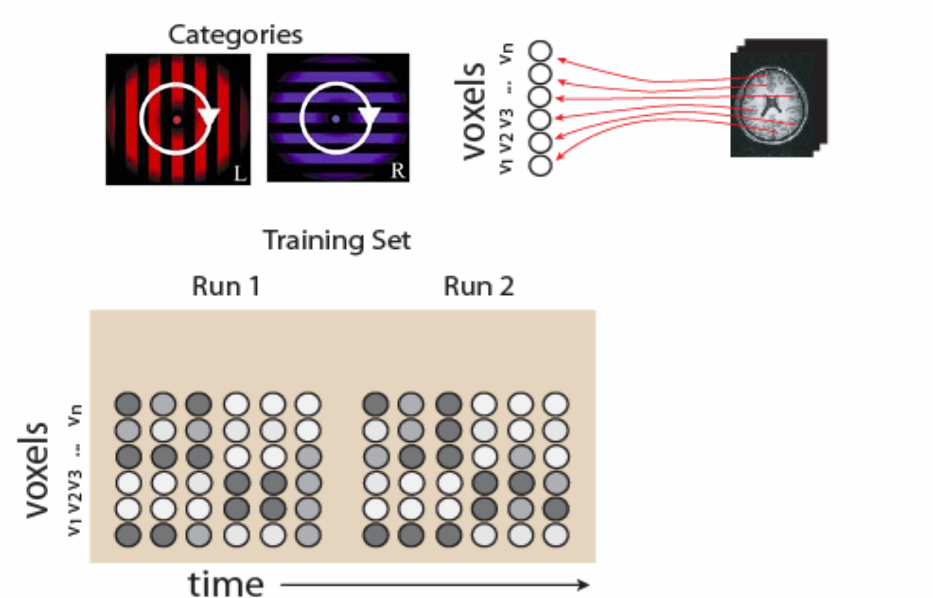 Categories
L
R
voxels
v1 v2 v3 ... vn
Training Set
Run 1
Run 2
voxels
v1 v2 v3 ... vn
time